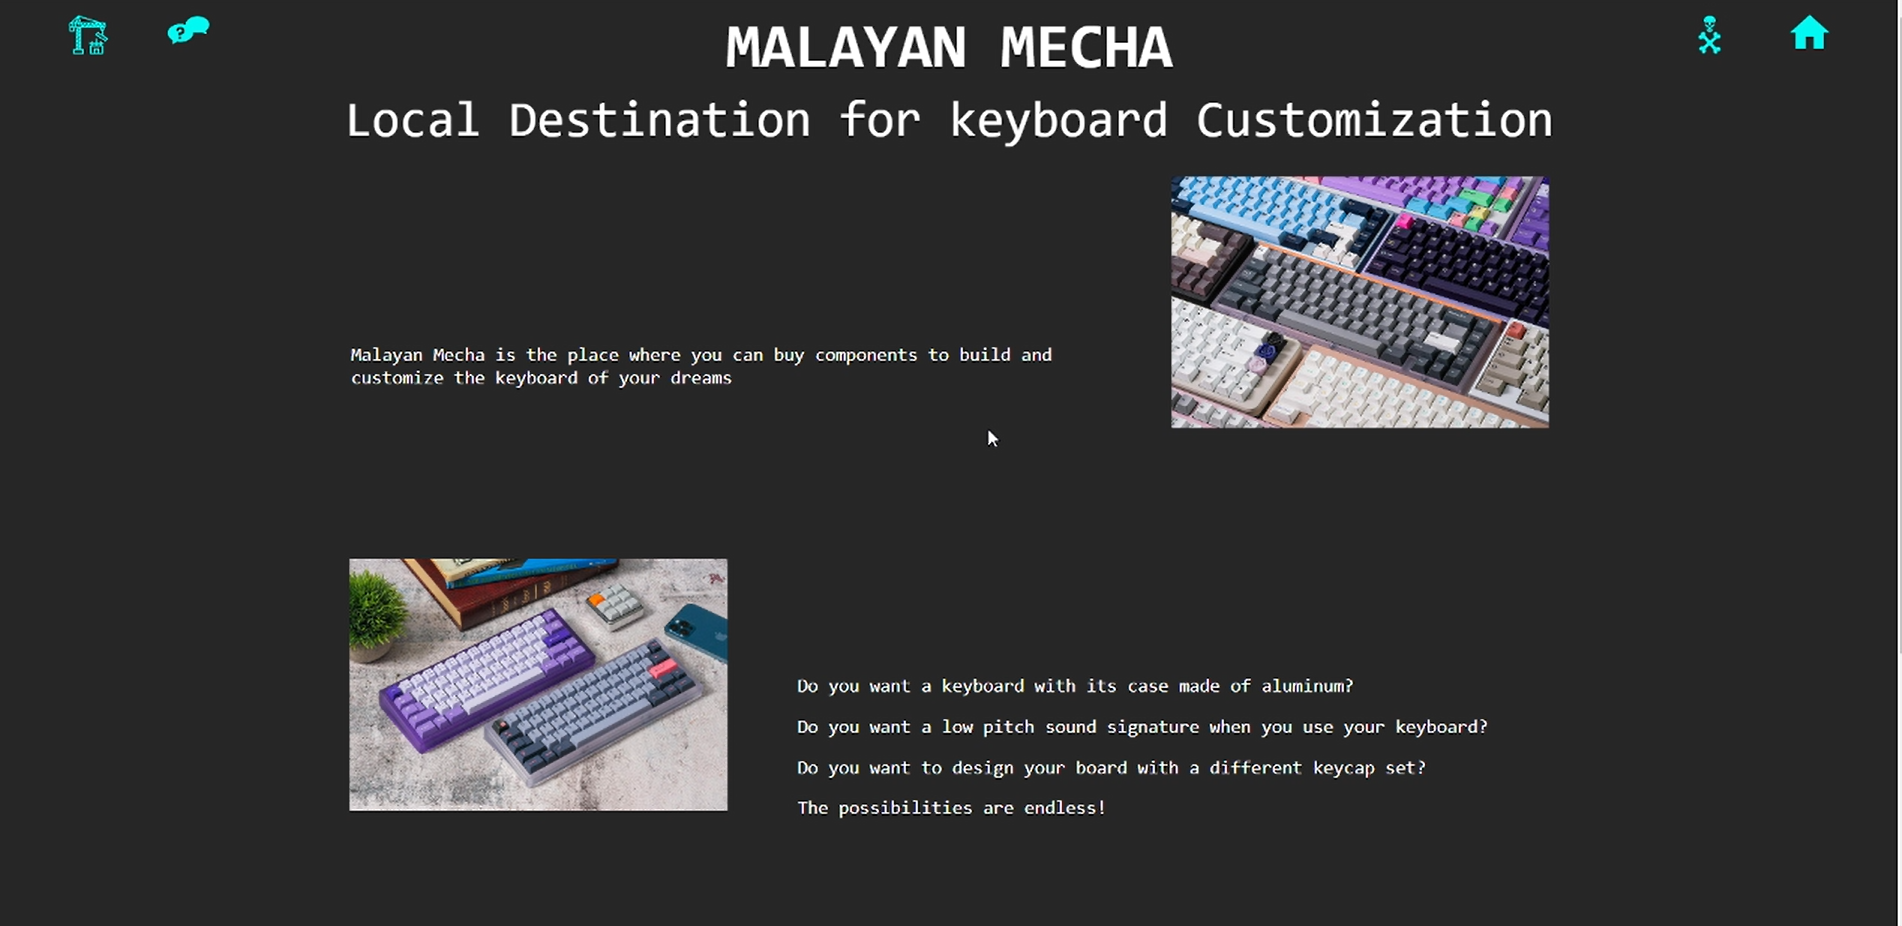 MALAYAN MECHA
Local Destination for keyboard Customization
Malayan Mecha is the place where you can buy components to build and
customize the keyboard of your dreams
Do you want a keyboard with its case made of aluminum?
Do you want a low pitch sound signature when you use your keyboard?
Do you want to design your board with a different keycap set?
The possibilities are endless!